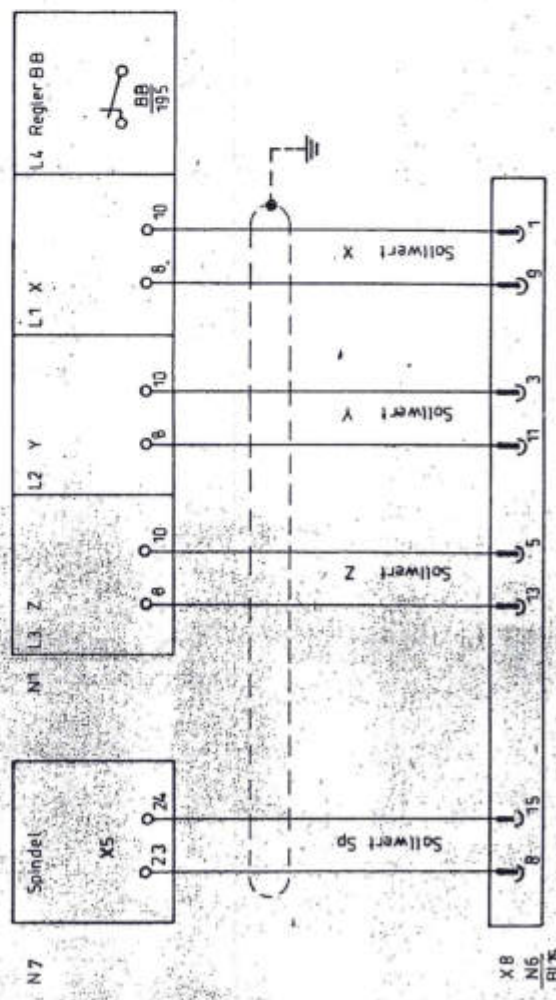 N7
Spindel
X5
23
24
N1
L3 Z
8
10
L2 Y
8
10
L1 X
8
10
L4 Regler BB
BB
195
Sollwert Sp
Sollwert Z
Sollwert Y
Sollwert X
X8
N6
8
15
13
5
11
3
9
1